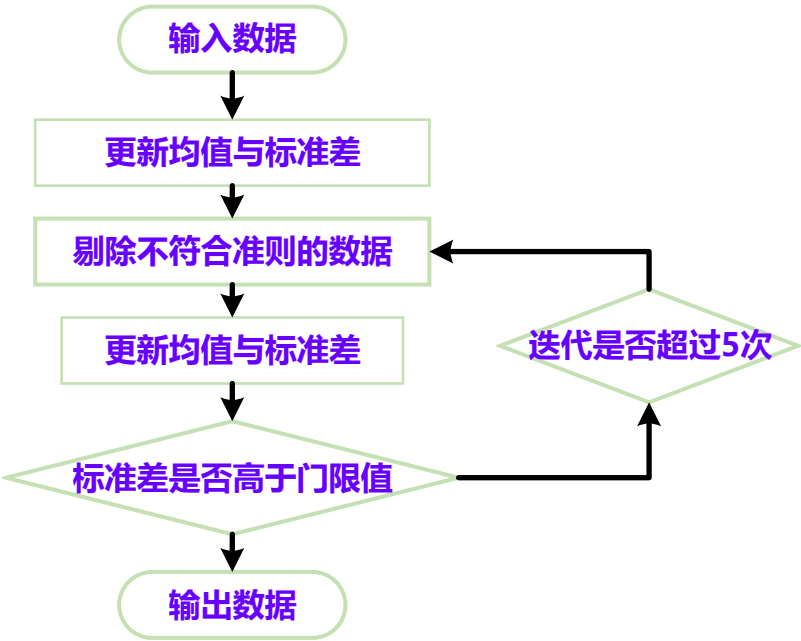 输入数据
更新均值与标准差
剔除不符合准则的数据
更新均值与标准差
迭代是否超过5次
标准差是否高于门限值
输出数据